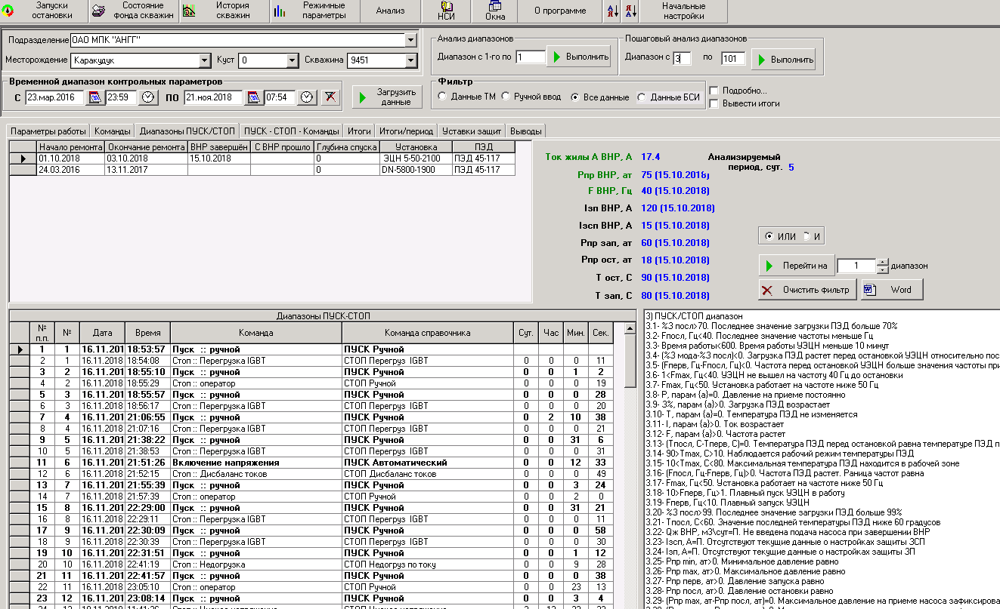 Запуски остановки
Состояние фонда скважин
История скважин
Режимные параметры
Анализ
НСИ
Окна
О программе
Начальные настройки
Подразделение ОАО МПК "АНГГ"
Месторождение Каракудук Куст 0 Скважина 9451
Анализ диапазонов
Диапазон с 1-го по 1 Выполнить
Пошаговый анализ диапазонов
Диапазон с 3 по 101 Выполнить
Временной диапазон контрольных параметров
С 23.мар.2016 23:59 ПО 21.ноя.2018 07:54
Загрузить данные
Фильтр
Данные ТМ Ручной ввод Все данные Данные БСИ
Подробно...
Вывести итоги
Параметры работы Команды Диапазоны ПУСК/СТОП ПУСК - СТОП - Команды Итоги Итоги/период Уставки защит Выводы
Начало ремонта Окончание ремонта ВНР завершён С ВНР прошло Глубина спуска Установка ПЭД
01.10.2018 03.10.2018 15.10.2018 0 ЭЦН 5-50-2100 ПЭД 45-117
24.03.2016 13.11.2017 0 DN-5800-1900 ПЭД 45-117
Ток жилы А ВНР, А 17.4
Рпр ВНР, ат 75 (15.10.2018)
F ВНР, Гц 40 (15.10.2018)
Iзп ВНР, А 120 (15.10.2018)
Iзсп ВНР, А 15 (15.10.2018)
Рпр зап, ат 60 (15.10.2018)
Рпр ост, ат 18 (15.10.2018)
Т ост, С 90 (15.10.2018)
Т зап, С 80 (15.10.2018)
Анализируемый период, сут. 5
ИЛИ И
Перейти на 1 диапазон
Очистить фильтр Word
Диапазоны ПУСК-СТОП
№ п.п. № Дата Время Команда Команда справочника Сут. Час Мин. Сек.
1 1 16.11.201 18:53:57 Пуск :: ручной ПУСК Ручной
2 1 16.11.2018 18:54:08 Стоп :: Перегрузка IGBT СТОП Перегруз IGBT 0 0 0 11
3 2 16.11.201 18:55:10 Пуск :: ручной ПУСК Ручной 0 0 1 2
4 2 16.11.2018 18:55:29 Стоп :: оператор СТОП Ручной 0 0 0 19
5 3 16.11.201 18:55:57 Пуск :: ручной ПУСК Ручной 0 0 0 28
6 3 16.11.2018 18:56:17 Стоп :: Перегрузка IGBT СТОП Перегруз IGBT 0 0 0 20
7 4 16.11.201 21:06:55 Пуск :: ручной ПУСК Ручной 0 2 10 38
8 4 16.11.2018 21:07:16 Стоп :: Перегрузка IGBT СТОП Перегруз IGBT 0 0 0 21
9 5 16.11.201 21:38:22 Пуск :: ручной ПУСК Ручной 0 0 31 6
10 5 16.11.2018 21:38:53 Стоп :: Перегрузка IGBT СТОП Перегруз IGBT 0 0 0 31
11 6 16.11.201 21:51:26 Включение напряжения ПУСК Автоматический 0 0 12 33
12 6 16.11.2018 21:52:15 Стоп :: Дисбаланс токов СТОП Дисбаланс токов 0 0 0 49
13 7 16.11.201 21:55:39 Пуск :: ручной ПУСК Ручной 0 0 3 24
14 7 16.11.2018 21:57:39 Стоп :: оператор СТОП Ручной 0 0 2 0
15 8 16.11.201 22:29:00 Пуск :: ручной ПУСК Ручной 0 0 31 21
16 8 16.11.2018 22:29:11 Стоп :: Перегрузка IGBT СТОП Перегруз IGBT 0 0 0 11
17 9 16.11.201 22:30:09 Пуск :: ручной ПУСК Ручной 0 0 0 58
18 9 16.11.2018 22:30:39 Стоп :: Перегрузка IGBT СТОП Перегруз IGBT 0 0 0 30
19 10 16.11.201 22:31:51 Пуск :: ручной ПУСК Ручной 0 0 1 12
20 10 16.11.2018 22:41:19 Стоп :: Недогрузка СТОП Недогруз по току 0 0 9 28
21 11 16.11.201 22:41:57 Пуск :: ручной ПУСК Ручной 0 0 0 38
22 11 16.11.2018 23:05:10 Стоп :: оператор СТОП Ручной 0 0 23 13
23 12 16.11.201 23:08:14 Пуск :: ручной ПУСК Ручной 0 0 3 4
3) ПУСК/СТОП диапазон
3.1- %З посл>70. Последнее значение загрузки ПЭД больше 70%
3.2- Fпосл, Гц<40. Последнее значение частоты меньше Гц
3.3- Время работы<600. Время работы УЭЦН меньше 10 минут
3.4- (%З мода-%З посл)<0. Загрузка ПЭД растет перед остановкой УЭЦН относительно пос
3.5- (Fперв, Гц-Fпосл, Гц)<0. Частота перед остановкой УЭЦН больше значения частоты при
3.6- 1<Fmax, Гц<40. УЭЦН не вышел на частоту 40 Гц до остановки
3.7- Fmax, Гц<50. Установка работает на частоте ниже 50 Гц
3.8- Р, парам {a}=0. Давление на приеме постоянно
3.9- З%, парам {a}>0. Загрузка ПЭД возрастает
3.10- Т, парам {a}=0. Температура ПЭД не изменяется
3.11- I, парам {a}>0. Ток возрастает
3.12- F, парам {a}>0. Частота растет
3.13- (Тпосл, С-Тперв, С)=0. Температура ПЭД перед остановкой равна температуре ПЭД п
3.14- 90>Tmax, C>10. Наблюдается рабочий режим температуры ПЭД
3.15- 10<Tmax, C<80. Максимальная температура ПЭД находится в рабочей зоне
3.16- (Fпосл, Гц-Fперв, Гц)>0. Частота ПЭД растет. Раница частот равна
3.17- Fmax, Гц<50. Установка работает на частоте ниже 50 Гц
3.18- 10>Fперв, Гц>1. Плавный пуск УЭЦН в работу
3.19- Fперв, Гц<10. Плавный запуск УЭЦН
3.20- %З посл>99. Последнее значение загрузки ПЭД больше 99%
3.21- Тпосл, С<60. Значение последней температуры ПЭД ниже 60 градусов
3.22- Qж ВНР, м3\сут=П. Не введена подача насоса при завершении ВНР
3.23- Iзсп, А=П. Отсутствуют текущие данные о настройках защиты ЗСП
3.24- Iзп, А=П. Отсутствуют текущие данные о настройках защиты ЗП
3.25- Рпр min, ат>0. Минимальное давление равно
3.26- Рпр max, ат>0. Максимальное давление равно
3.27- Рпр перв, ат>0. Давление запуска равно
3.28- Рпр посл, ат>0. Давление остановки равно
3.29- (Рпр max, ат-Рпр посл, ат)=0. Максимальное давление на приеме насоса зафиксирова